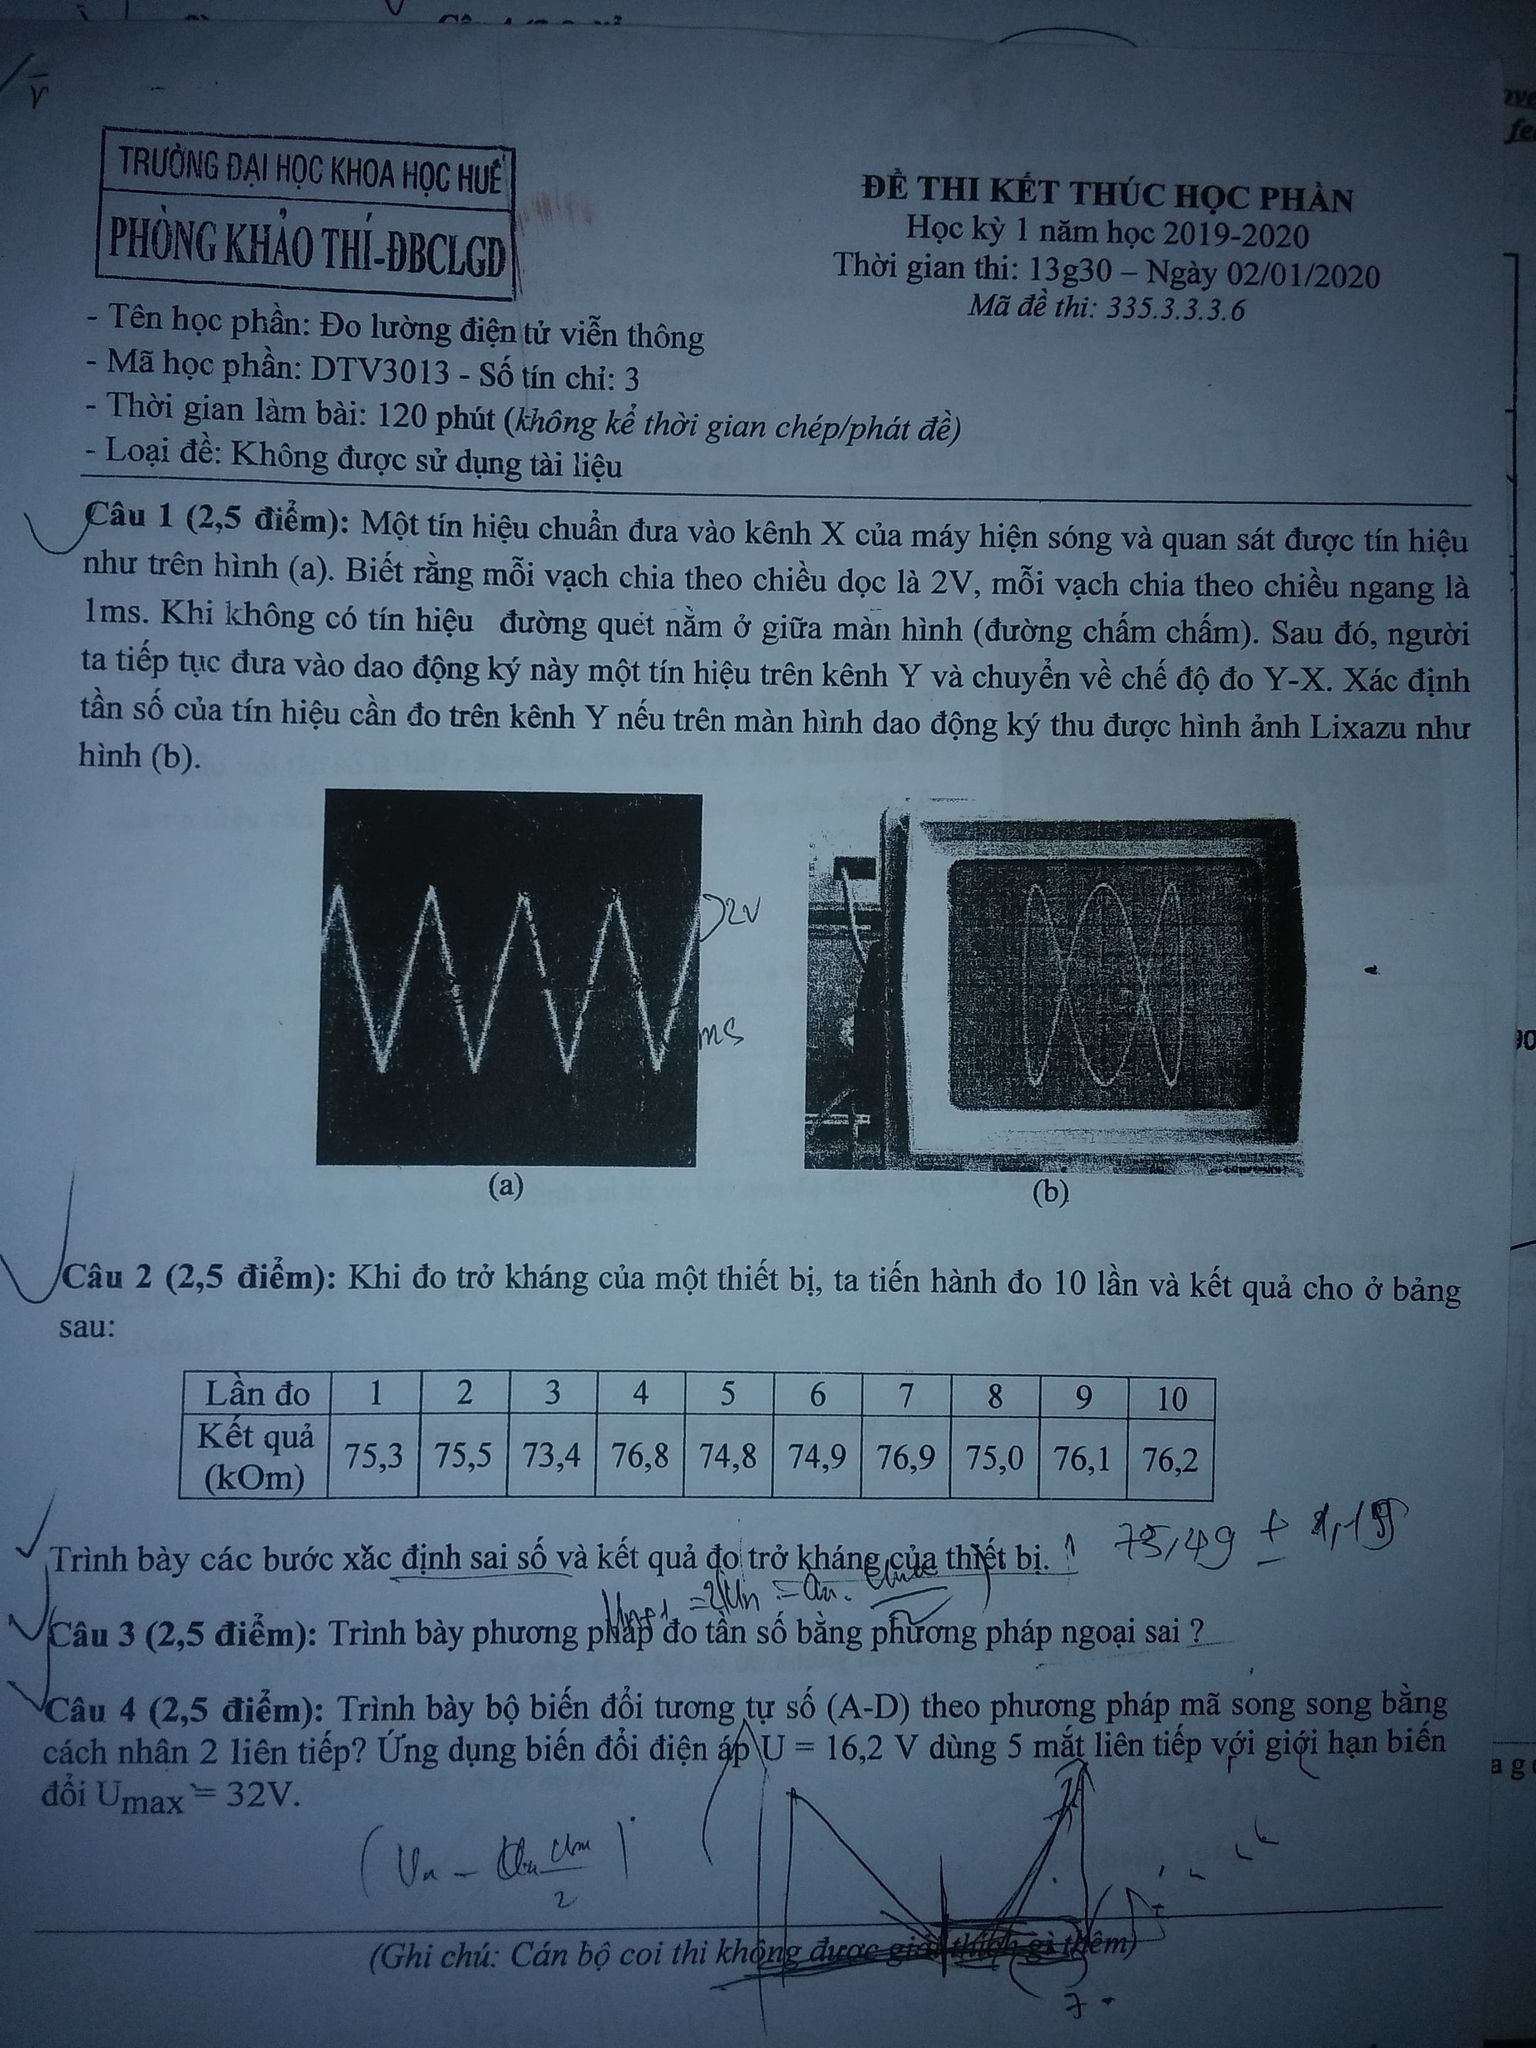 TRƯỜNG ĐẠI HỌC KHOA HỌC HUẾ
PHÒNG KHẢO THÍ-ĐBCLGD
ĐỀ THI KẾT THÚC HỌC PHẦN
Học kỳ 1 năm học 2019-2020
Thời gian thi: 13g30 – Ngày 02/01/2020
Mã đề thi: 335.3.3.3.6
- Tên học phần: Đo lường điện tử viễn thông
- Mã học phần: DTV3013 - Số tín chỉ: 3
- Thời gian làm bài: 120 phút (không kể thời gian chép/phát đề)
- Loại đề: Không được sử dụng tài liệu
Câu 1 (2,5 điểm): Một tín hiệu chuẩn đưa vào kênh X của máy hiện sóng và quan sát được tín hiệu
như trên hình (a). Biết rằng mỗi vạch chia theo chiều dọc là 2V, mỗi vạch chia theo chiều ngang là
1ms. Khi không có tín hiệu đường quét nằm ở giữa màn hình (đường chấm chấm). Sau đó, người
ta tiếp tục đưa vào dao động ký này một tín hiệu trên kênh Y và chuyển về chế độ đo Y-X. Xác định
tần số của tín hiệu cần đo trên kênh Y nếu trên màn hình dao động ký thu được hình ảnh Lixazu như
hình (b).
2V
ms
(a)
(b)
Câu 2 (2,5 điểm): Khi đo trở kháng của một thiết bị, ta tiến hành đo 10 lần và kết quả cho ở bảng
sau:
Lần đo 1 2 3 4 5 6 7 8 9 10
Kết quả
(kOm) 75,3 75,5 73,4 76,8 74,8 74,9 76,9 75,0 76,1 76,2
75,49 ±
Trình bày các bước xác định sai số và kết quả đo trở kháng của thiết bị.
Câu 3 (2,5 điểm): Trình bày phương pháp đo tần số bằng phương pháp ngoại sai ?
Câu 4 (2,5 điểm): Trình bày bộ biến đổi tương tự số (A-D) theo phương pháp mã song song bằng
cách nhân 2 liên tiếp? Ứng dụng biến đổi điện áp U = 16,2 V dùng 5 mắt liên tiếp với giới hạn biến
đổi Umax = 32V.
(Ghi chú: Cán bộ coi thi không được giải thích gì thêm)